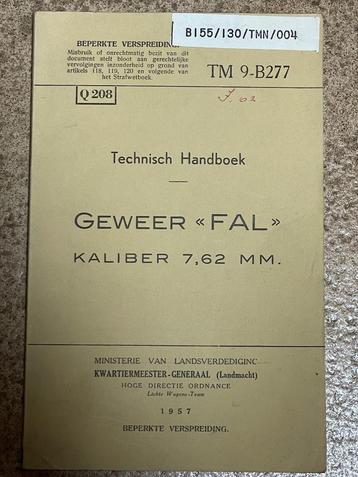 BI55/130/TMN/004
BEPERKTE VERSPREIDING.
Misbruik of onrechtmatig bezit van dit
document stelt bloot aan gerechtelijke
vervolgingen inzonderheid op grond van
artikels 118, 119, 120 en volgende van
het Strafwetboek.
TM 9-B277
Q 208
J. 62
Technisch Handboek
GEWEER «FAL»
KALIBER 7,62 MM.
MINISTERIE VAN LANDSVERDEDIGING
KWARTIERMEESTER-GENERAAL (Landmacht)
HOGE DIRECTIE ORDNANCE
Lichte Wapens-Team
1957
BEPERKTE VERSPREIDING.